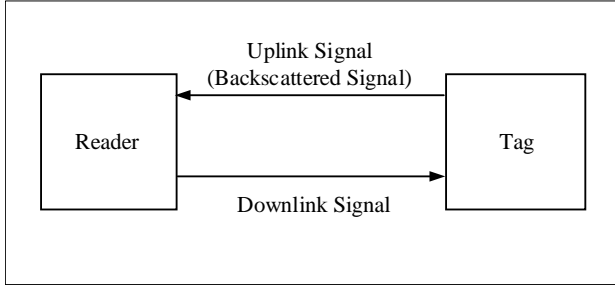 Uplink Signal
(Backscattered Signal)
Reader
Tag
Downlink Signal